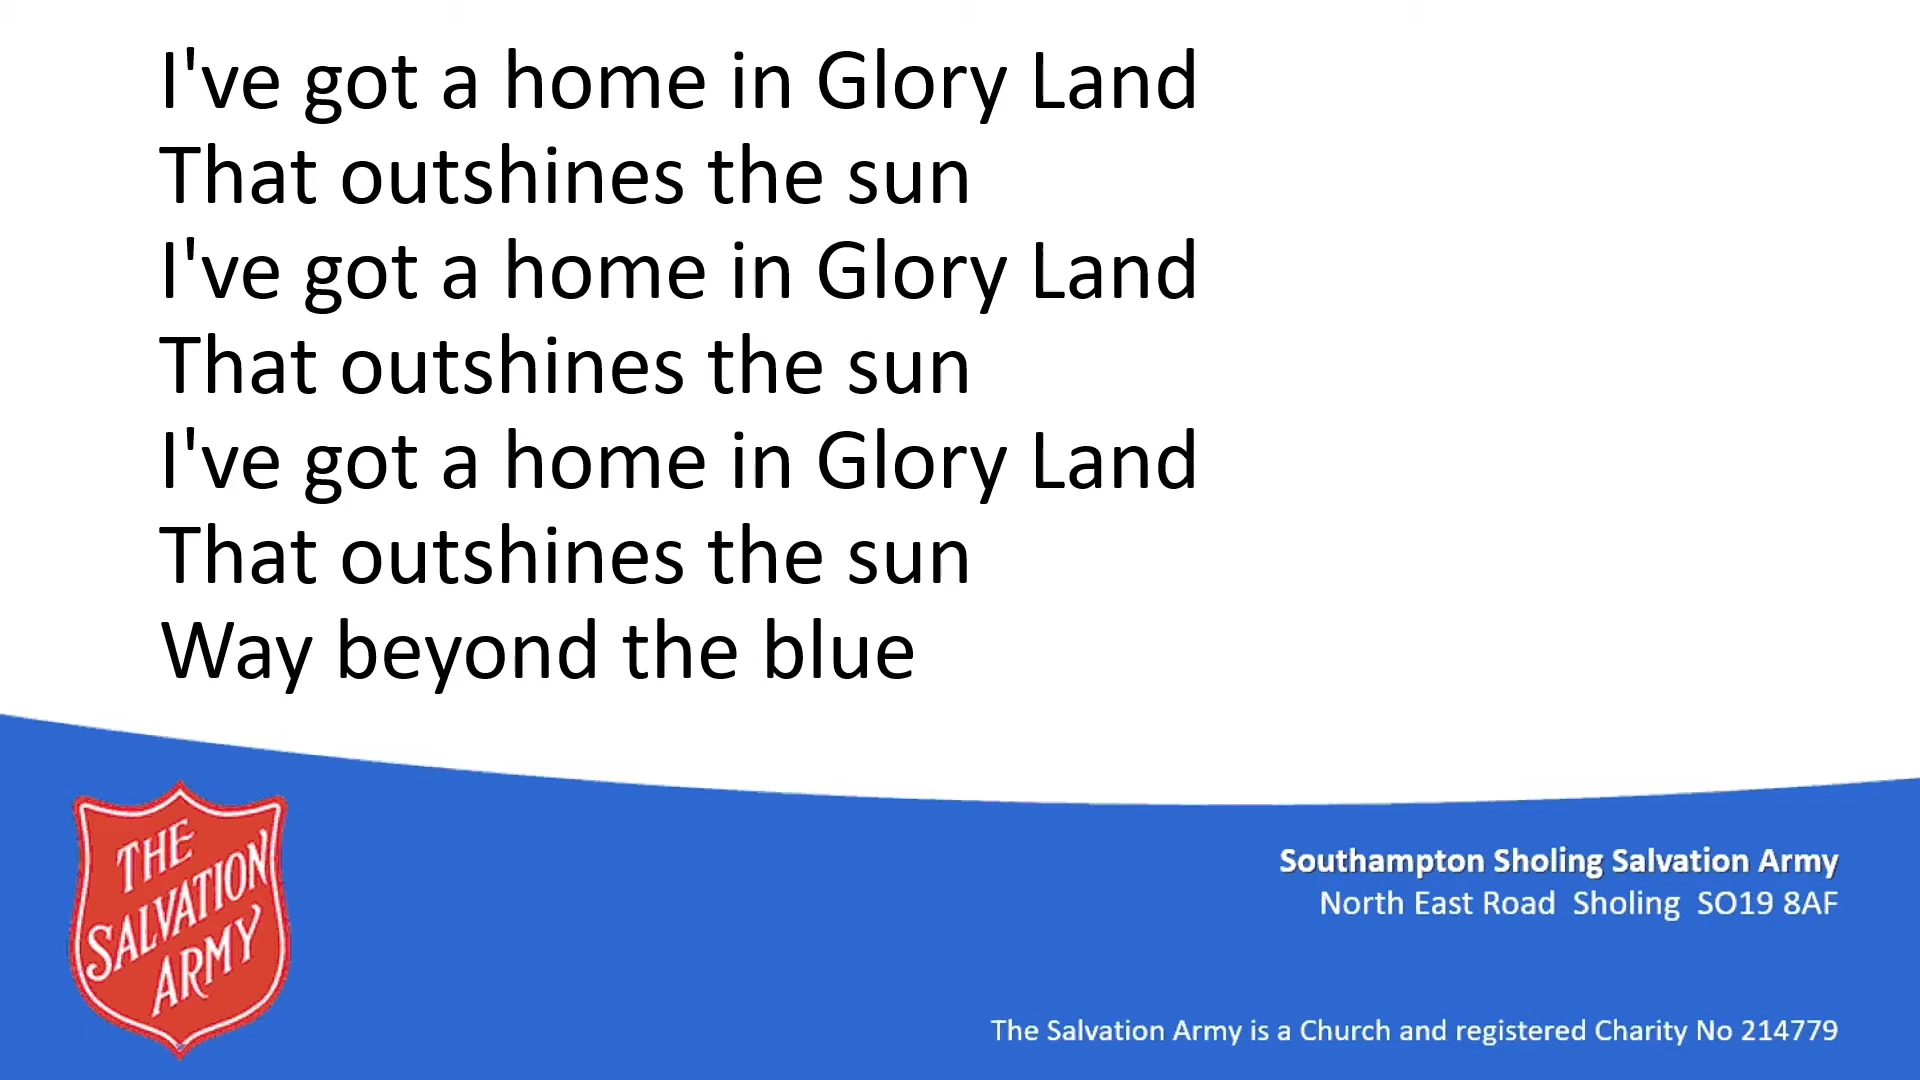 I've got a home in Glory Land
That outshines the sun
I've got a home in Glory Land
That outshines the sun
I've got a home in Glory Land
That outshines the sun
Way beyond the blue
THE
SALVATION
ARMY
Southampton Sholing Salvation Army
North East Road  Sholing  SO19 8AF
The Salvation Army is a Church and registered Charity No 214779